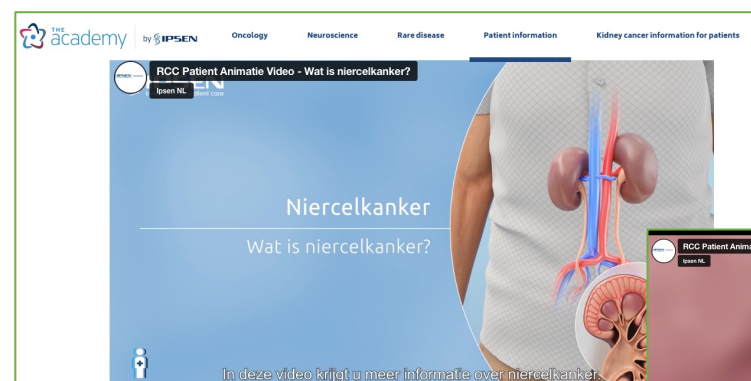 THE
academy
by IPSEN
Oncology
Neuroscience
Rare disease
Patient information
Kidney cancer information for patients
RCC Patient Animatie Video - Wat is niercelkanker?
Ipsen NL
Niercelkanker
Wat is niercelkanker?
RCC Patient Anima
Ipsen NL
In deze video krijgt u meer informatie over niercelkanker.